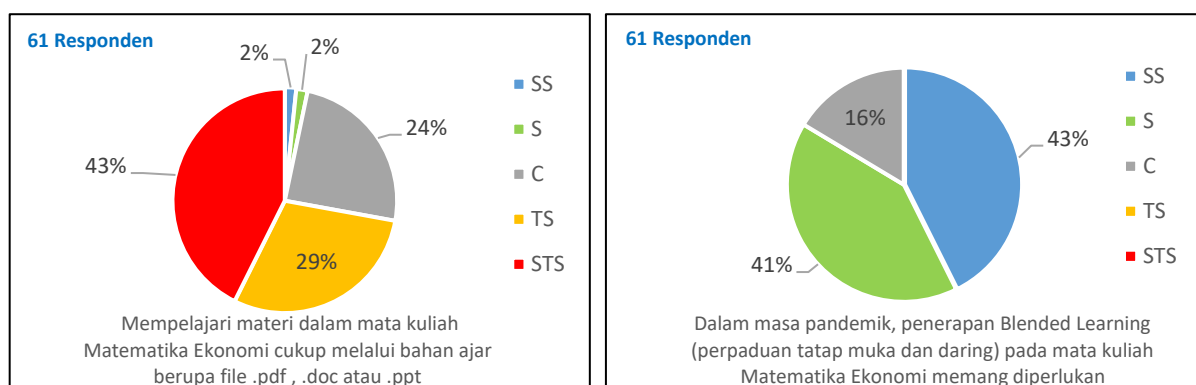 61 Responden
2%
2%
24%
43%
29%
SS
S
C
TS
STS
Mempelajari materi dalam mata kuliah
Matematika Ekonomi cukup melalui bahan ajar
berupa file .pdf , .doc atau .ppt
61 Responden
16%
43%
41%
SS
S
C
TS
STS
Dalam masa pandemik, penerapan Blended Learning
(perpaduan tatap muka dan daring) pada mata kuliah
Matematika Ekonomi memang diperlukan